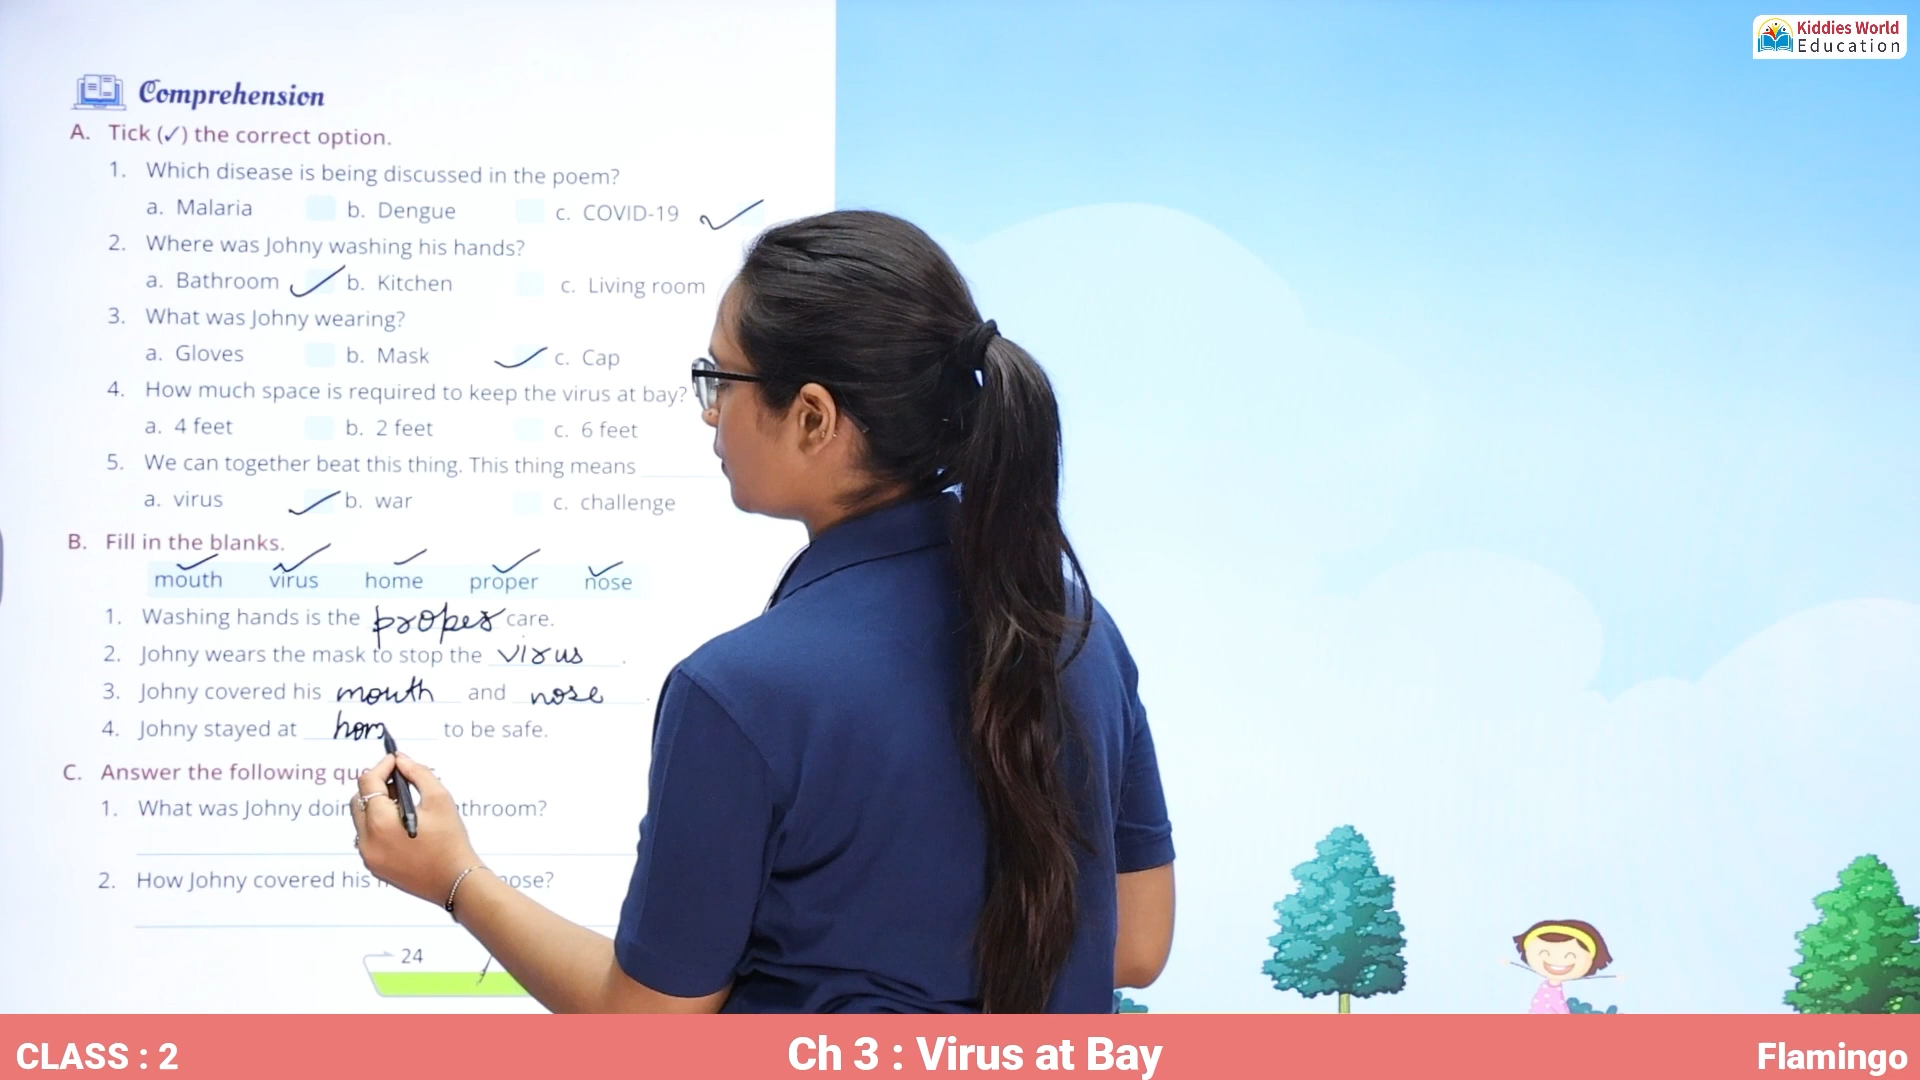 Kiddies World
Education
Comprehension
A. Tick (✓) the correct option.
1. Which disease is being discussed in the poem?
a. Malaria b. Dengue c. COVID-19 ✓
2. Where was Johny washing his hands?
a. Bathroom ✓ b. Kitchen c. Living room
3. What was Johny wearing?
a. Gloves b. Mask ✓ c. Cap
4. How much space is required to keep the virus at bay?
a. 4 feet b. 2 feet c. 6 feet
5. We can together beat this thing. This thing means
a. virus ✓ b. war c. challenge
B. Fill in the blanks.
mouth virus home proper nose
1. Washing hands is the proper care.
2. Johny wears the mask to stop the virus.
3. Johny covered his mouth and nose.
4. Johny stayed at hom to be safe.
C. Answer the following
1. What was Johny
2. How Johny covered his nose?
24
CLASS : 2
Ch 3 : Virus at Bay
Flamingo